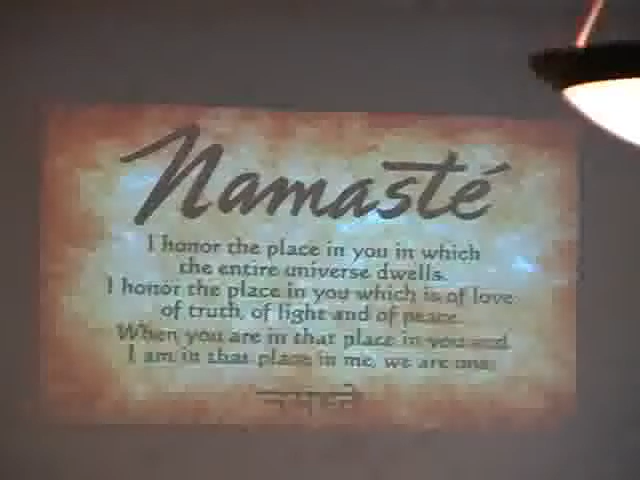 Namasté
I honor the place in you in which
the entire universe dwells.
I honor the place in you which is of love
of truth, of light and of peace.
When you are in that place in you and
I am in that place in me, we are one.